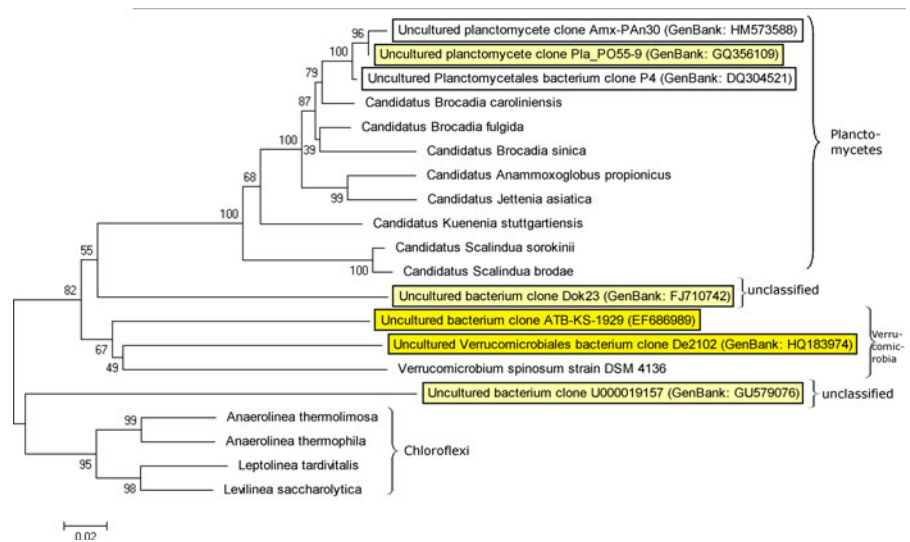 96
Uncultured planctomycete clone Amx-PAn30 (GenBank: HM573588)
100
Uncultured planctomycete clone Pla_PO55-9 (GenBank: GQ356109)
79
Uncultured Planctomycetales bacterium clone P4 (GenBank: DQ304521)
87
Candidatus Brocadia caroliniensis
Candidatus Brocadia fulgida
100
39
Candidatus Brocadia sinica
Plancto-
mycetes
68
Candidatus Anammoxoglobus propionicus
99
Candidatus Jettenia asiatica
100
Candidatus Kuenenia stuttgartiensis
55
Candidatus Scalindua sorokinii
100
Candidatus Scalindua brodae
82
Uncultured bacterium clone Dok23 (GenBank: FJ710742)
unclassified
Uncultured bacterium clone ATB-KS-1929 (EF686989)
67
Uncultured Verrucomicrobiales bacterium clone De2102 (GenBank: HQ183974)
Verru-
comic-
robia
49
Verrucomicrobium spinosum strain DSM 4136
Uncultured bacterium clone U000019157 (GenBank: GU579076)
unclassified
99
Anaerolinea thermolimosa
Anaerolinea thermophila
Chloroflexi
95
Leptolinea tardivitalis
98
Levilinea saccharolytica
0.02